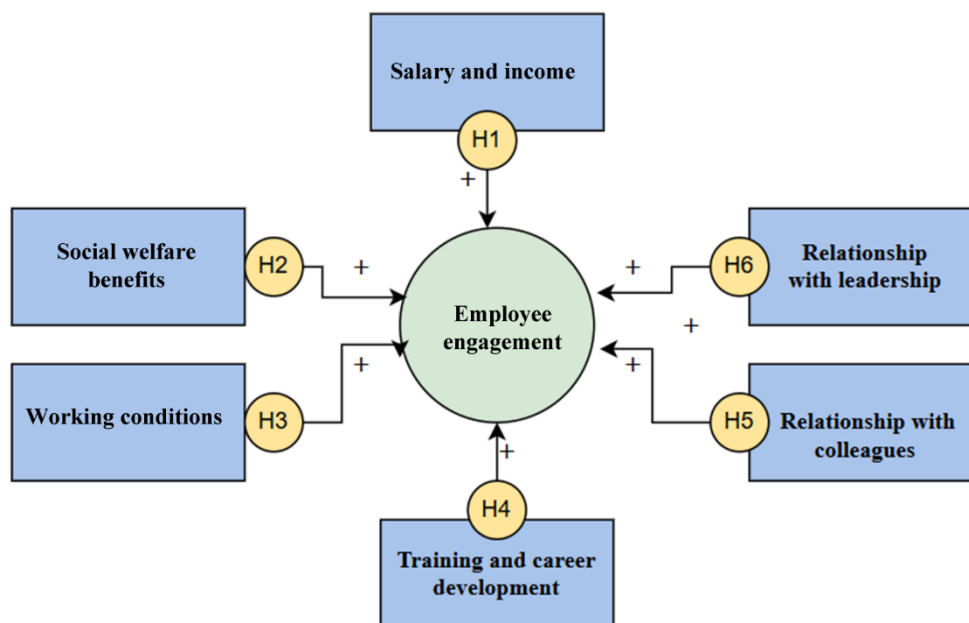 Salary and income
H1
+
Social welfare
benefits
H2
+
+
H6
Relationship
with leadership
Employee
engagement
+
Working conditions
H3
+
+
H5
Relationship with
colleagues
+
H4
Training and career
development